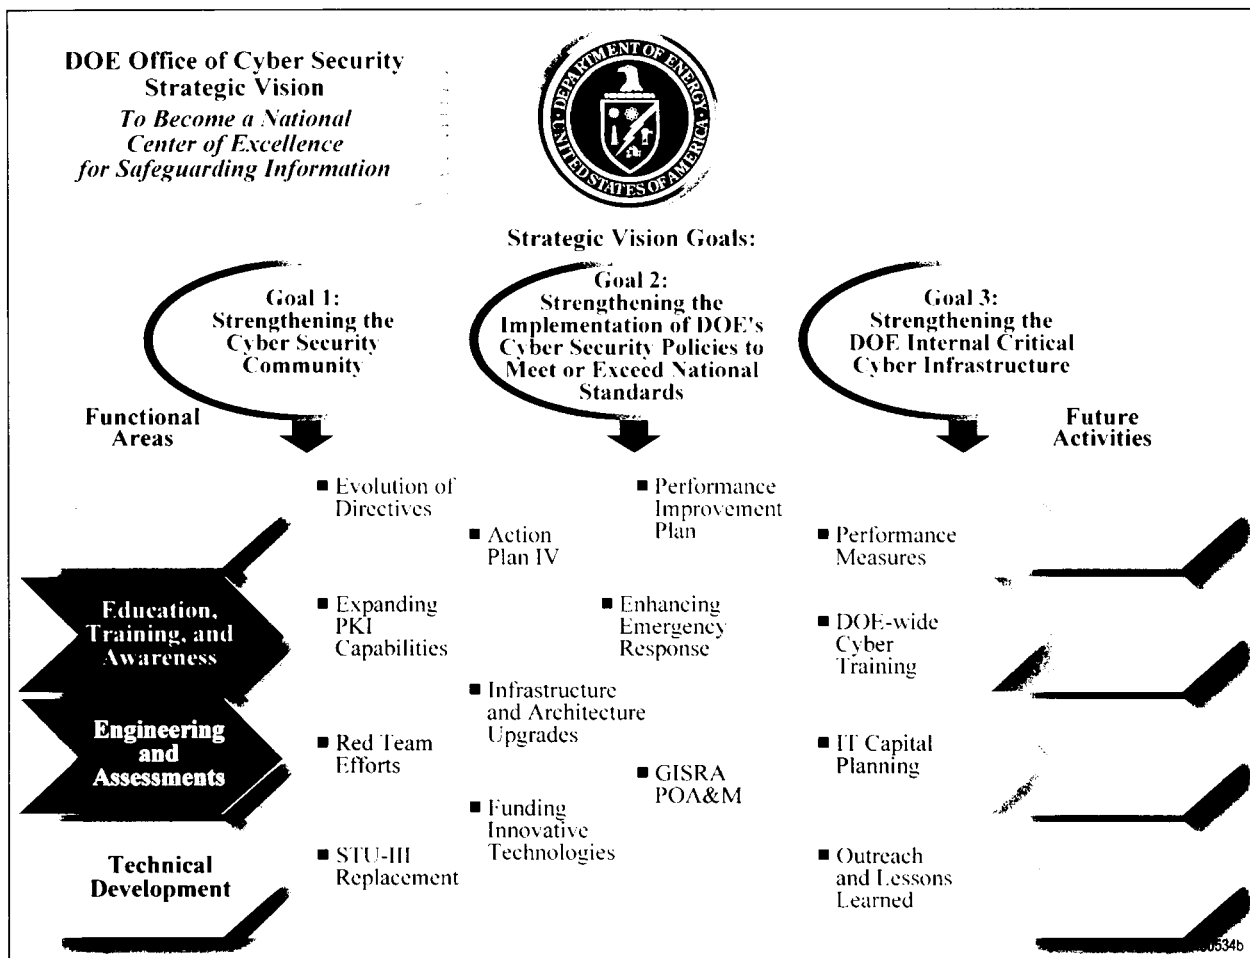 DOE Office of Cyber Security
Strategic Vision
To Become a National
Center of Excellence
for Safeguarding Information
DEPARTMENT OF ENERGY
UNITED STATES OF AMERICA
Strategic Vision Goals:
Goal 1:
Strengthening the
Cyber Security
Community
Goal 2:
Strengthening the
Implementation of DOE's
Cyber Security Policies to
Meet or Exceed National
Standards
Goal 3:
Strengthening the
DOE Internal Critical
Cyber Infrastructure
Functional
Areas
Future
Activities
Education,
Training, and
Awareness
Engineering
and
Assessments
Technical
Development
■ Evolution of
Directives
■ Action
Plan IV
■ Performance
Improvement
Plan
■ Performance
Measures
■ Expanding
PKI
Capabilities
■ Enhancing
Emergency
Response
■ DOE-wide
Cyber
Training
■ Infrastructure
and Architecture
Upgrades
■ Red Team
Efforts
■ GISRA
POA&M
■ IT Capital
Planning
■ Funding
Innovative
Technologies
■ STU-III
Replacement
■ Outreach
and Lessons
Learned